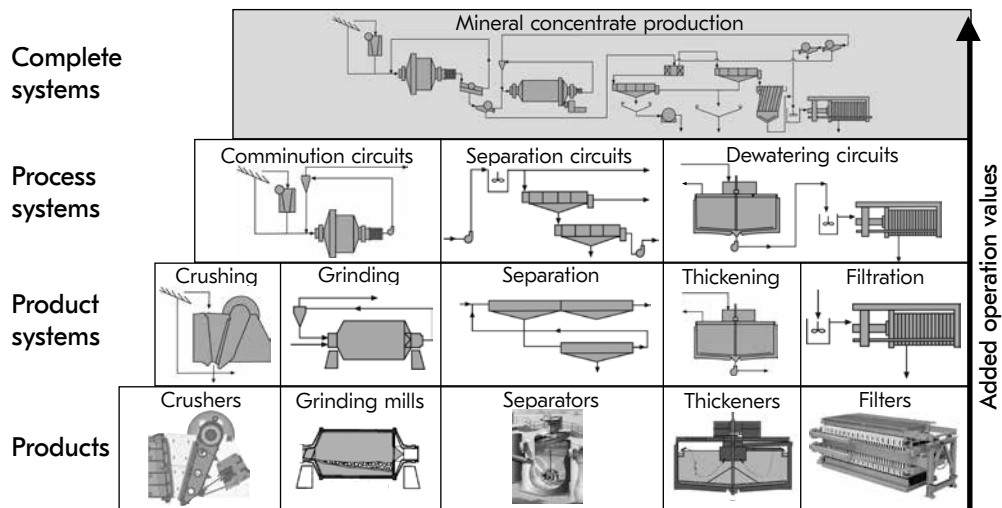 Mineral concentrate production
Complete
systems
Comminution circuits
Separation circuits
Dewatering circuits
Process
systems
Crushing
Grinding
Separation
Thickening
Filtration
Product
systems
Crushers
Grinding mills
Separators
Thickeners
Filters
Products
Added operation values